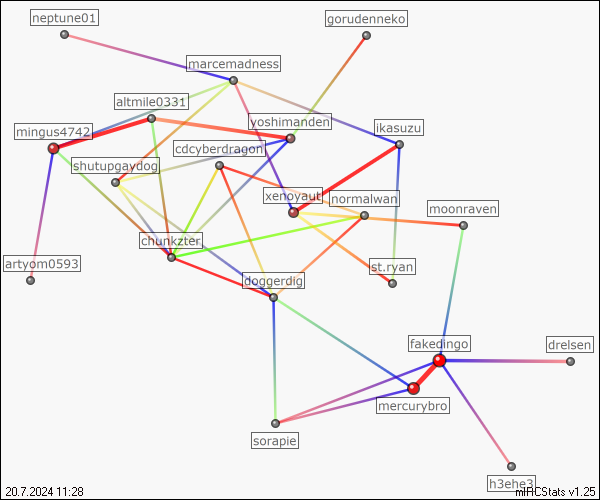 neptune01
gorudenneko
marcemadness
altmile0331
yoshimanden
ikasuzu
mingus4742
cdcyberdragon
shutupgaydog
xenoyaut
normalwan
moonraven
chunkzter
artyom0593
st.ryan
doggerdig
fakedingo
drelsen
mercurybro
sorapie
h3ehe3
20.7.2024 11:28
mIRCStats v1.25